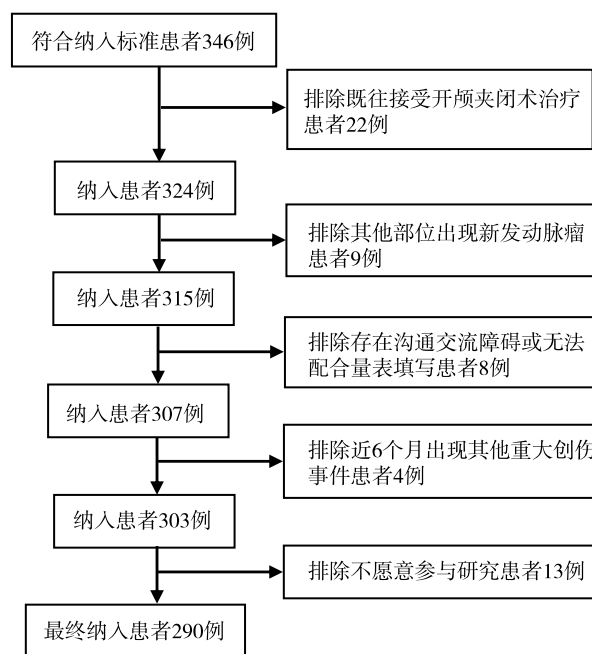 符合纳入标准患者346例
排除既往接受开颅夹闭术治疗
患者22例
纳入患者324例
排除其他部位出现新发动脉瘤
患者9例
纳入患者315例
排除存在沟通交流障碍或无法
配合量表填写患者8例
纳入患者307例
排除近6个月出现其他重大创伤
事件患者4例
纳入患者303例
排除不愿意参与研究患者13例
最终纳入患者290例